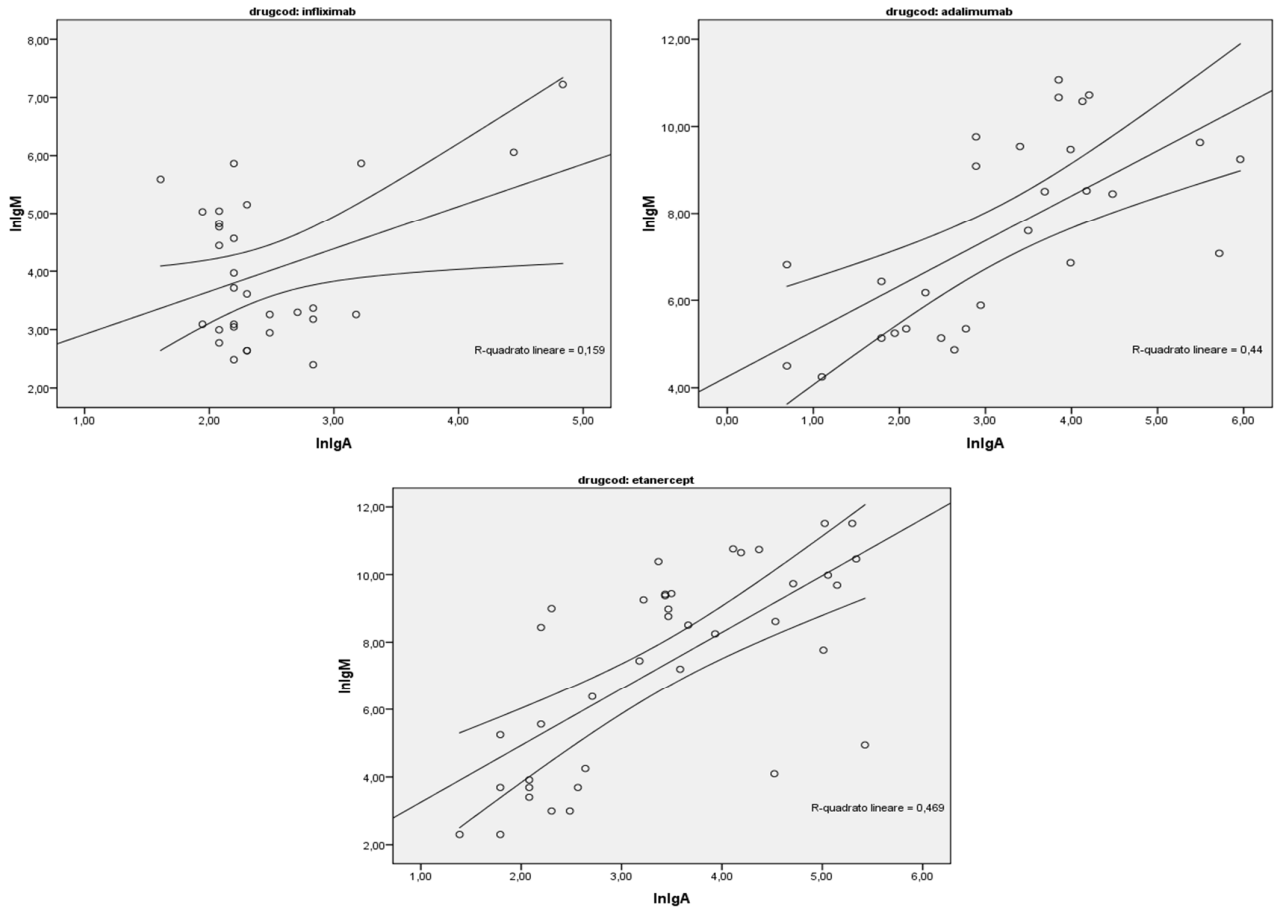 drugcod: infliximab
8,00
7,00
6,00
5,00
4,00
3,00
2,00
lnIgM
1,00 2,00 3,00 4,00 5,00
lnIgA
R-quadrato lineare = 0,159
drugcod: adalimumab
12,00
10,00
8,00
6,00
4,00
lnIgM
0,00 1,00 2,00 3,00 4,00 5,00 6,00
lnIgA
R-quadrato lineare = 0,44
drugcod: etanercept
12,00
10,00
8,00
6,00
4,00
2,00
lnIgM
1,00 2,00 3,00 4,00 5,00 6,00
lnIgA
R-quadrato lineare = 0,469